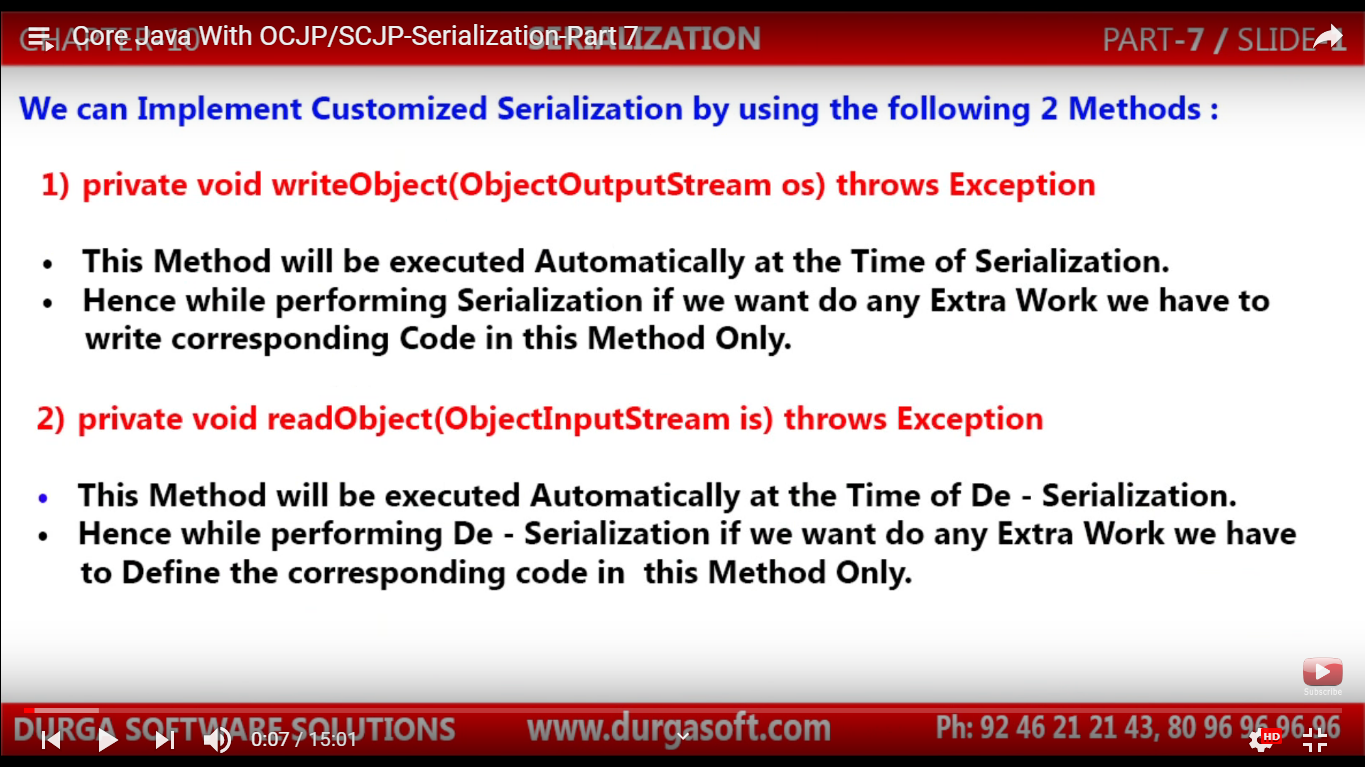 CHAPTER-10
Core Java With OCJP/SCJP-Serialization-Part 7
SERIALIZATION
PART-7 / SLIDE-1
We can Implement Customized Serialization by using the following 2 Methods :
1) private void writeObject(ObjectOutputStream os) throws Exception
• This Method will be executed Automatically at the Time of Serialization.
• Hence while performing Serialization if we want do any Extra Work we have to
write corresponding Code in this Method Only.
2) private void readObject(ObjectInputStream is) throws Exception
• This Method will be executed Automatically at the Time of De - Serialization.
• Hence while performing De - Serialization if we want do any Extra Work we have
to Define the corresponding code in this Method Only.
Subscribe
DURGA SOFTWARE SOLUTIONS
www.durgasoft.com
Ph: 92 46 21 21 43, 80 96 96 96 96
0:07 / 15:01
HD